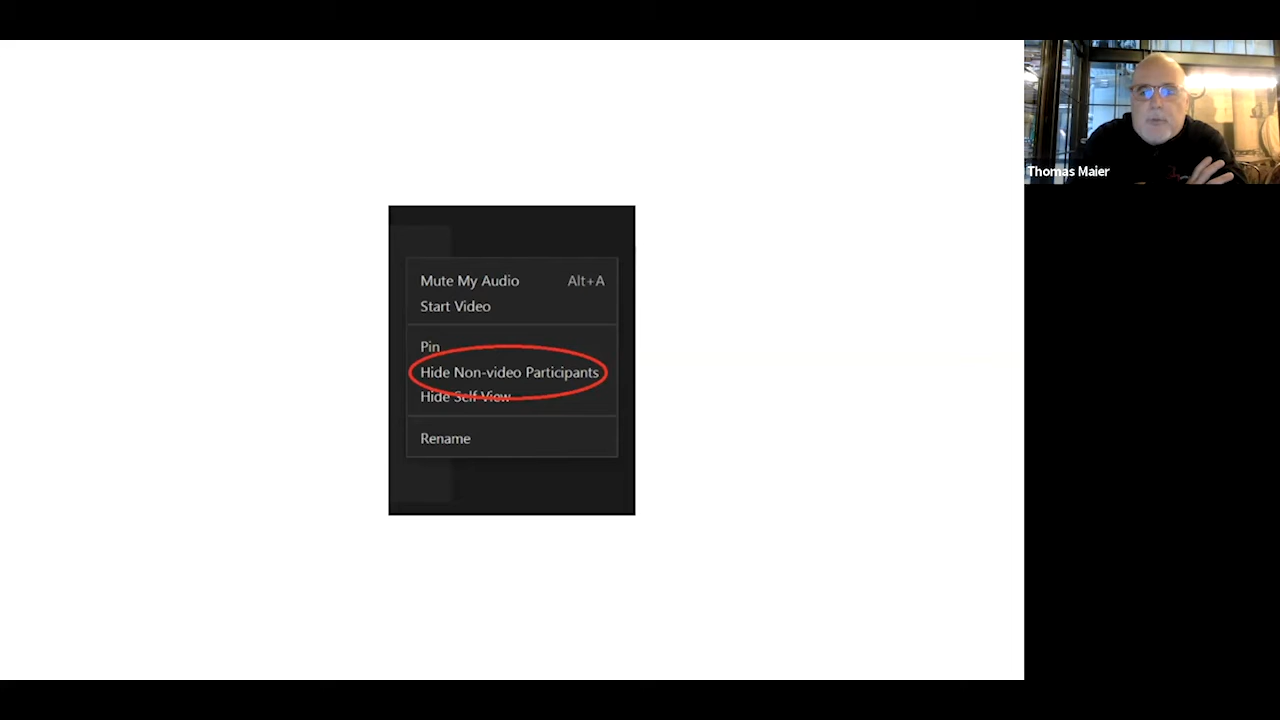 Mute My Audio Alt+A
Start Video
Pin
Hide Non-video Participants
Hide Self View
Rename
Thomas Maier